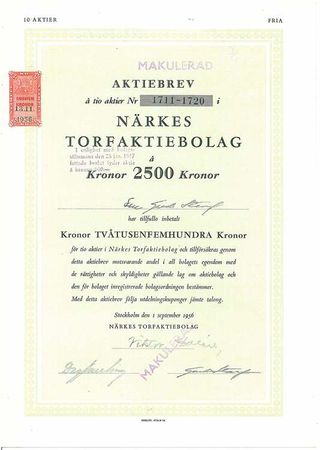 10 AKTIER
FRIA
MAKULERAD
AKTIEBREV
å tio aktier Nr 1711-1720 i
NÄRKES
TORFAKTIEBOLAG
å
Kronor 2500 Kronor
13.11.
1956
har tillfullo inbetalt
Kronor TVÅTUSENFEMHUNDRA Kronor
för tio aktier i Närkes Torfaktiebolag och tillförsäkras genom
detta aktiebrev motsvarande andel i all bolagets egendom med
de rättigheter och skyldigheter gällande lag om aktiebolag och
den för bolaget inregistrerade bolagsordningen bestämmer.
Med detta aktiebrev följa utdelningskuponger jämte talong.
Stockholm den 1 september 1956
NÄRKES TORFAKTIEBOLAG
MAKULERAD